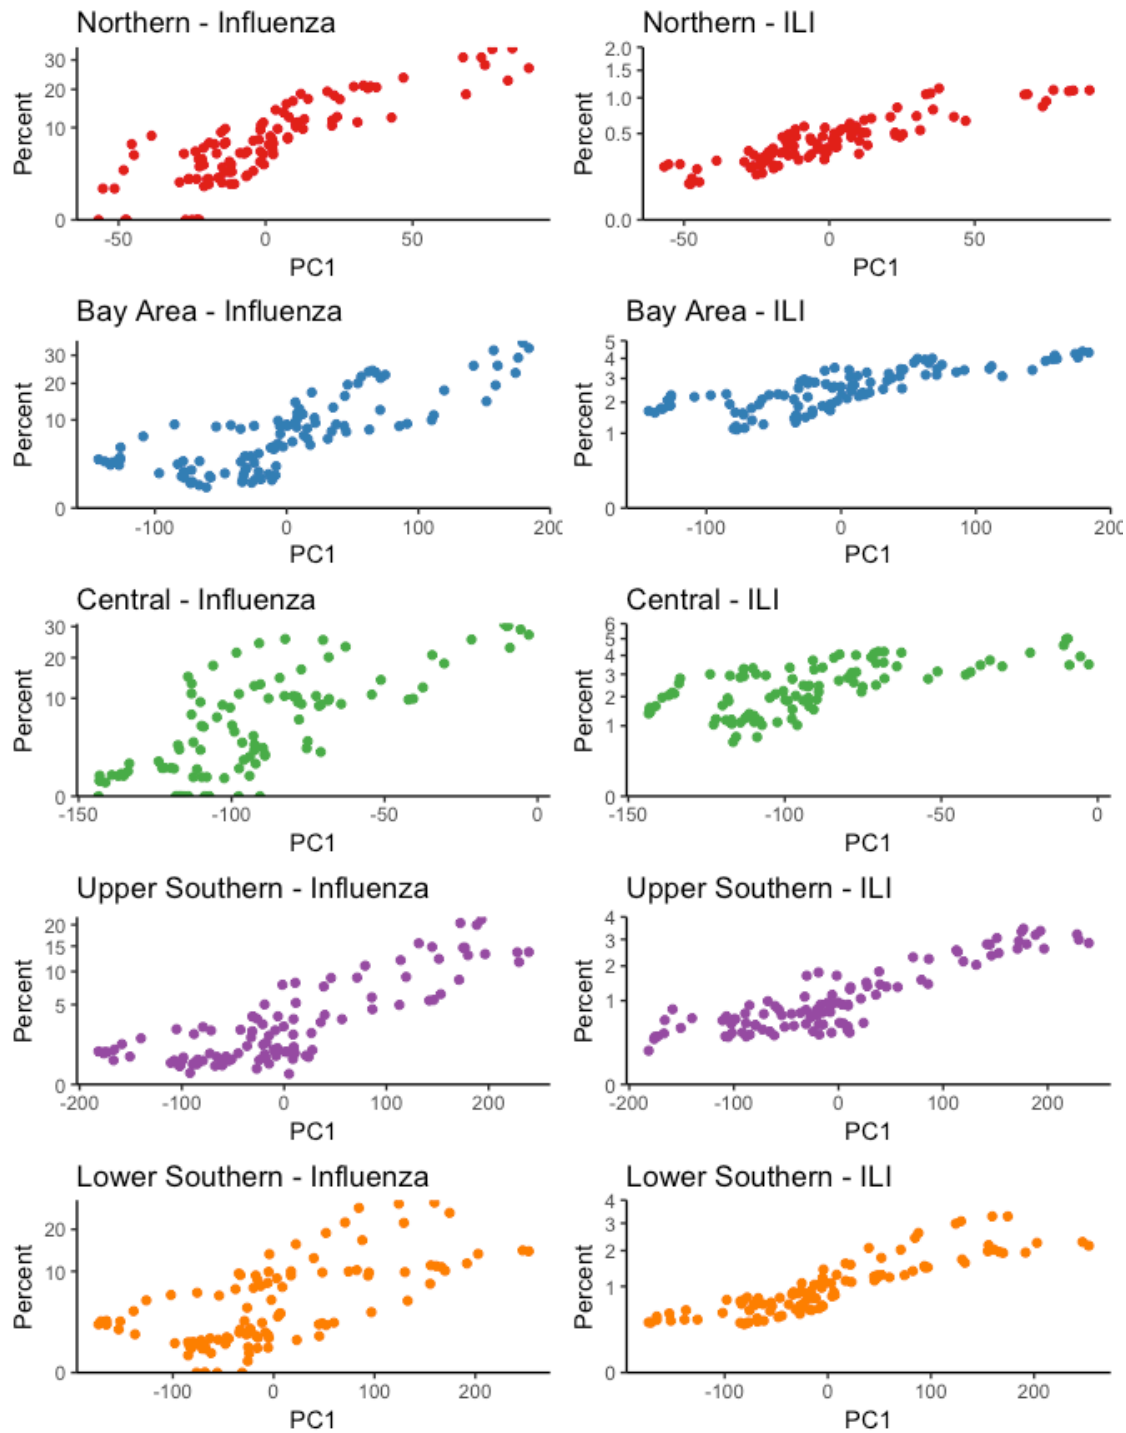 Northern - Influenza
Percent
30
20
10
0
-50
0
50
PC1
Northern - ILI
Percent
2.0
1.5
1.0
0.5
0.0
-50
0
50
PC1
Bay Area - Influenza
Percent
30
20
10
0
-100
0
100
200
PC1
Bay Area - ILI
Percent
5
4
3
2
1
0
-100
0
100
200
PC1
Central - Influenza
Percent
30
20
10
0
-150
-100
-50
0
PC1
Central - ILI
Percent
6
5
4
3
2
1
0
-150
-100
-50
0
PC1
Upper Southern - Influenza
Percent
20
15
10
5
0
-200
-100
0
100
200
PC1
Upper Southern - ILI
Percent
4
3
2
1
0
-200
-100
0
100
200
PC1
Lower Southern - Influenza
Percent
20
10
0
-100
0
100
200
PC1
Lower Southern - ILI
Percent
4
3
2
1
0
-100
0
100
200
PC1